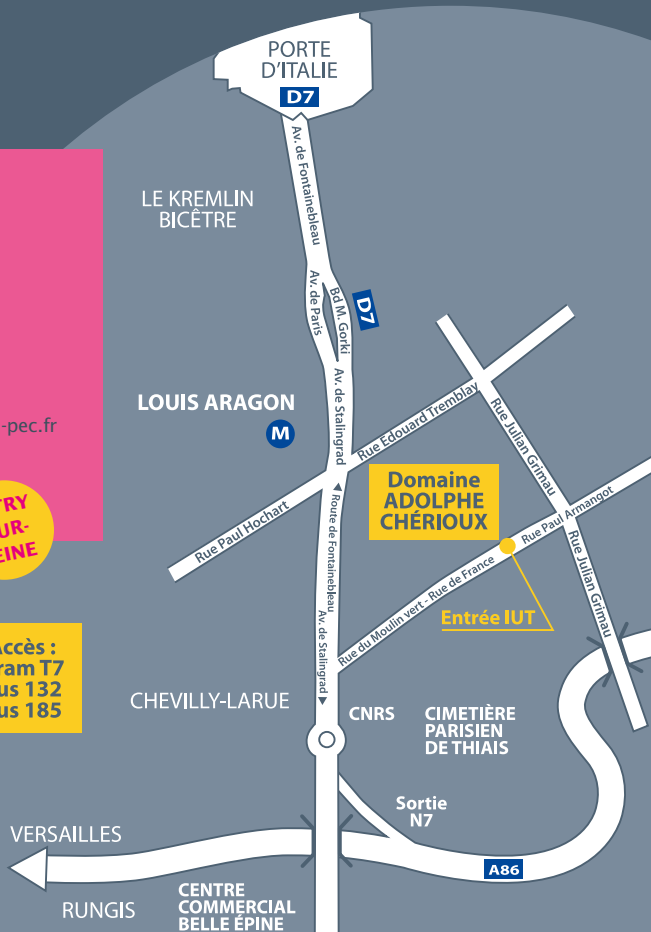 PORTE
D'ITALIE
D7
Av. de Fontainebleau
LE KREMLIN
BICÊTRE
Av. de Paris
Bd M. Gorki
D7
Av. de Stalingrad
LOUIS ARAGON
M
-pec.fr
Rue Edouard Tremblay
Rue Paul Hochart
Rue Julian Grimau
Domaine
ADOLPHE
CHÉRIOUX
Route de Fontainebleau
Rue Paul Armangot
TRY
UR-
EINE
Rue du Moulin vert - Rue de France
Entrée IUT
Rue Julian Grimau
Av. de Stalingrad
Accès :
ram T7
us 132
us 185
CHEVILLY-LARUE
CNRS
CIMETIÈRE
PARISIEN
DE THIAIS
Sortie
N7
VERSAILLES
A86
RUNGIS
CENTRE
COMMERCIAL
BELLE ÉPINE